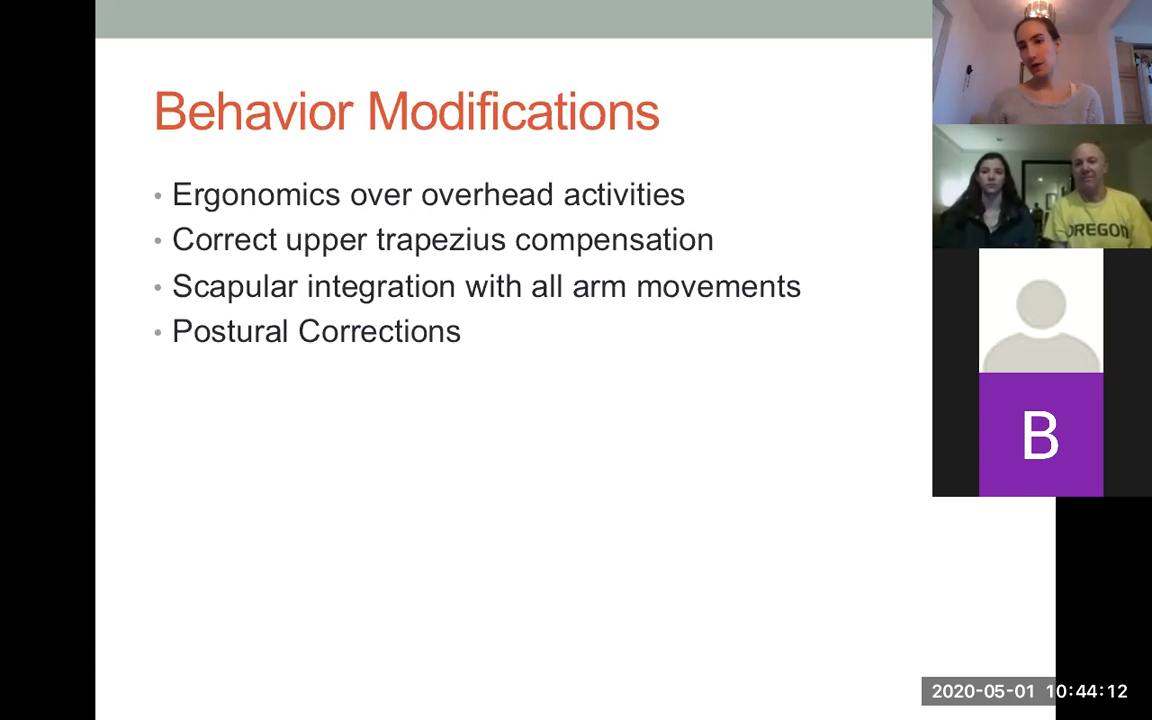 Behavior Modifications
• Ergonomics over overhead activities
• Correct upper trapezius compensation
• Scapular integration with all arm movements
• Postural Corrections
OREGON
B
2020-05-01 10:44:12